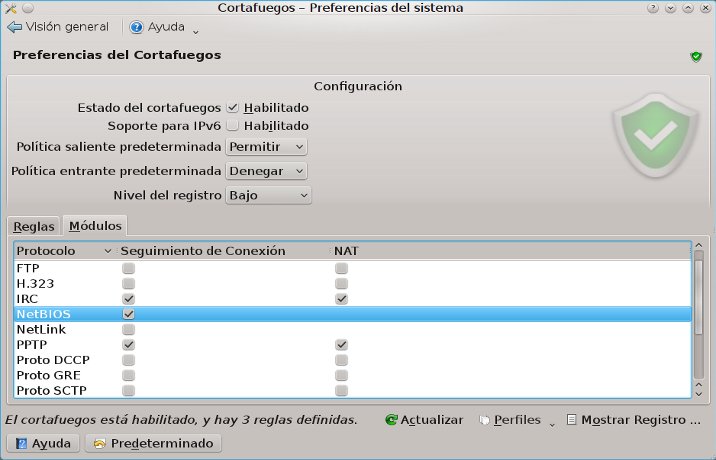 Cortafuegos – Preferencias del sistema
Visión general Ayuda
Preferencias del Cortafuegos
Configuración
Estado del cortafuegos Habilitado
Soporte para IPv6 Habilitado
Política saliente predeterminada Permitir
Política entrante predeterminada Denegar
Nivel del registro Bajo
Reglas Módulos
Protocolo Seguimiento de Conexión NAT
FTP
H.323
IRC
NetBIOS
NetLink
PPTP
Proto DCCP
Proto GRE
Proto SCTP
El cortafuegos está habilitado, y hay 3 reglas definidas. Actualizar Perfiles Mostrar Registro ...
Ayuda Predeterminado